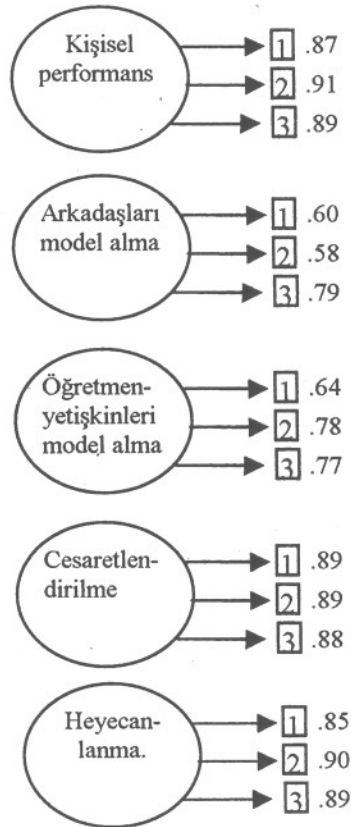 Kişisel
performans
1 .87
2 .91
3 .89
Arkadaşları
model alma
1 .60
2 .58
3 .79
Öğretmen-
yetişkinleri
model alma
1 .64
2 .78
3 .77
Cesaretlen-
dirilme
1 .89
2 .89
3 .88
Heyecan-
lanma.
1 .85
2 .90
3 .89